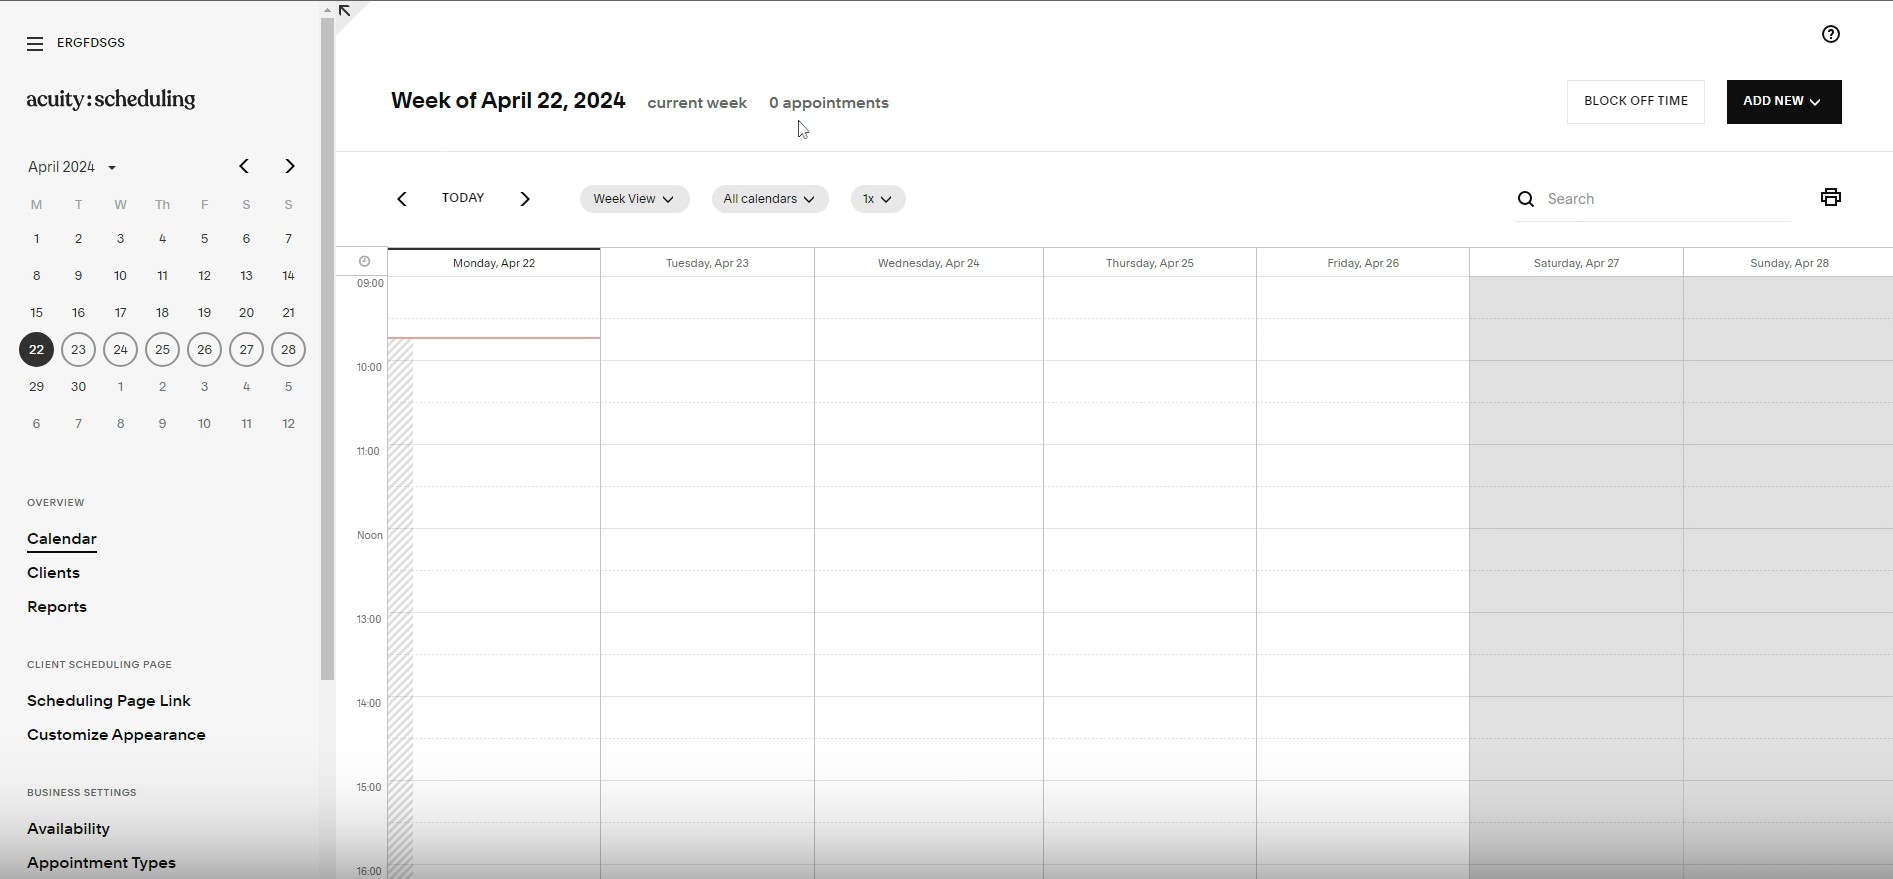 ERGFDSGS
acuity:scheduling
April 2024
M T W Th F S S
1 2 3 4 5 6 7
8 9 10 11 12 13 14
15 16 17 18 19 20 21
22 23 24 25 26 27 28
29 30 1 2 3 4 5
6 7 8 9 10 11 12
OVERVIEW
Calendar
Clients
Reports
CLIENT SCHEDULING PAGE
Scheduling Page Link
Customize Appearance
BUSINESS SETTINGS
Availability
Appointment Types
Week of April 22, 2024 current week 0 appointments
BLOCK OFF TIME ADD NEW
TODAY Week View All calendars 1x Search
Monday, Apr 22 Tuesday, Apr 23 Wednesday, Apr 24 Thursday, Apr 25 Friday, Apr 26 Saturday, Apr 27 Sunday, Apr 28
09:00
10:00
11:00
Noon
13:00
14:00
15:00
16:00